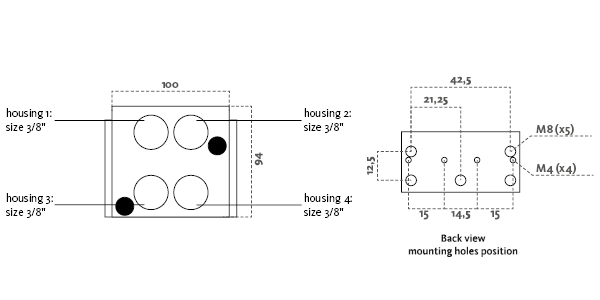 100
housing 1:
size 3/8"
housing 2:
size 3/8"
94
housing 3:
size 3/8"
housing 4:
size 3/8"
42,5
21,25
M8 (x5)
12,5
M4 (x4)
15 14,5 15
Back view
mounting holes position